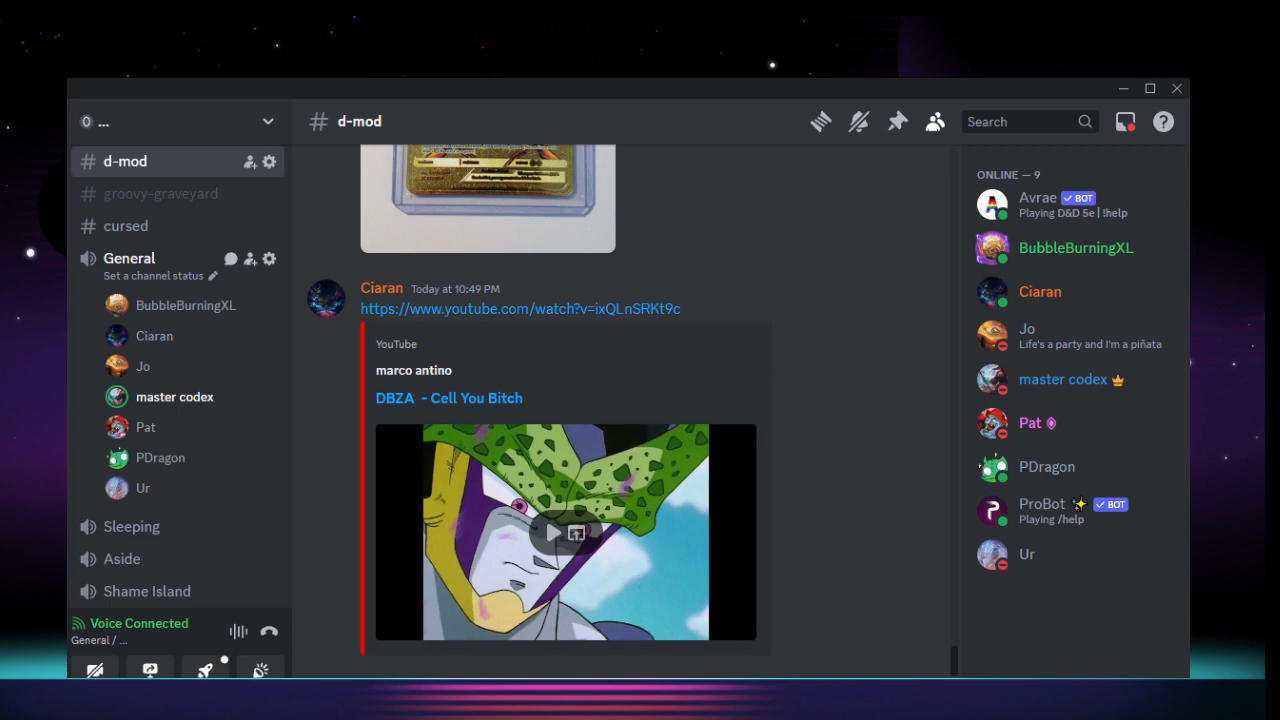 ...
d-mod
groovy-graveyard
cursed
General
Set a channel status
BubbleBurningXL
Ciaran
Jo
master codex
Pat
PDragon
Ur
Sleeping
Aside
Shame Island
Voice Connected
General / ...
d-mod
Search
Ciaran Today at 10:49 PM
https://www.youtube.com/watch?v=ixQLnSRKt9c
YouTube
marco antino
DBZA - Cell You Bitch
ONLINE — 9
Avrae BOT
Playing D&D 5e | !help
BubbleBurningXL
Ciaran
Jo
Life's a party and I'm a piñata
master codex
Pat
PDragon
ProBot BOT
Playing /help
Ur